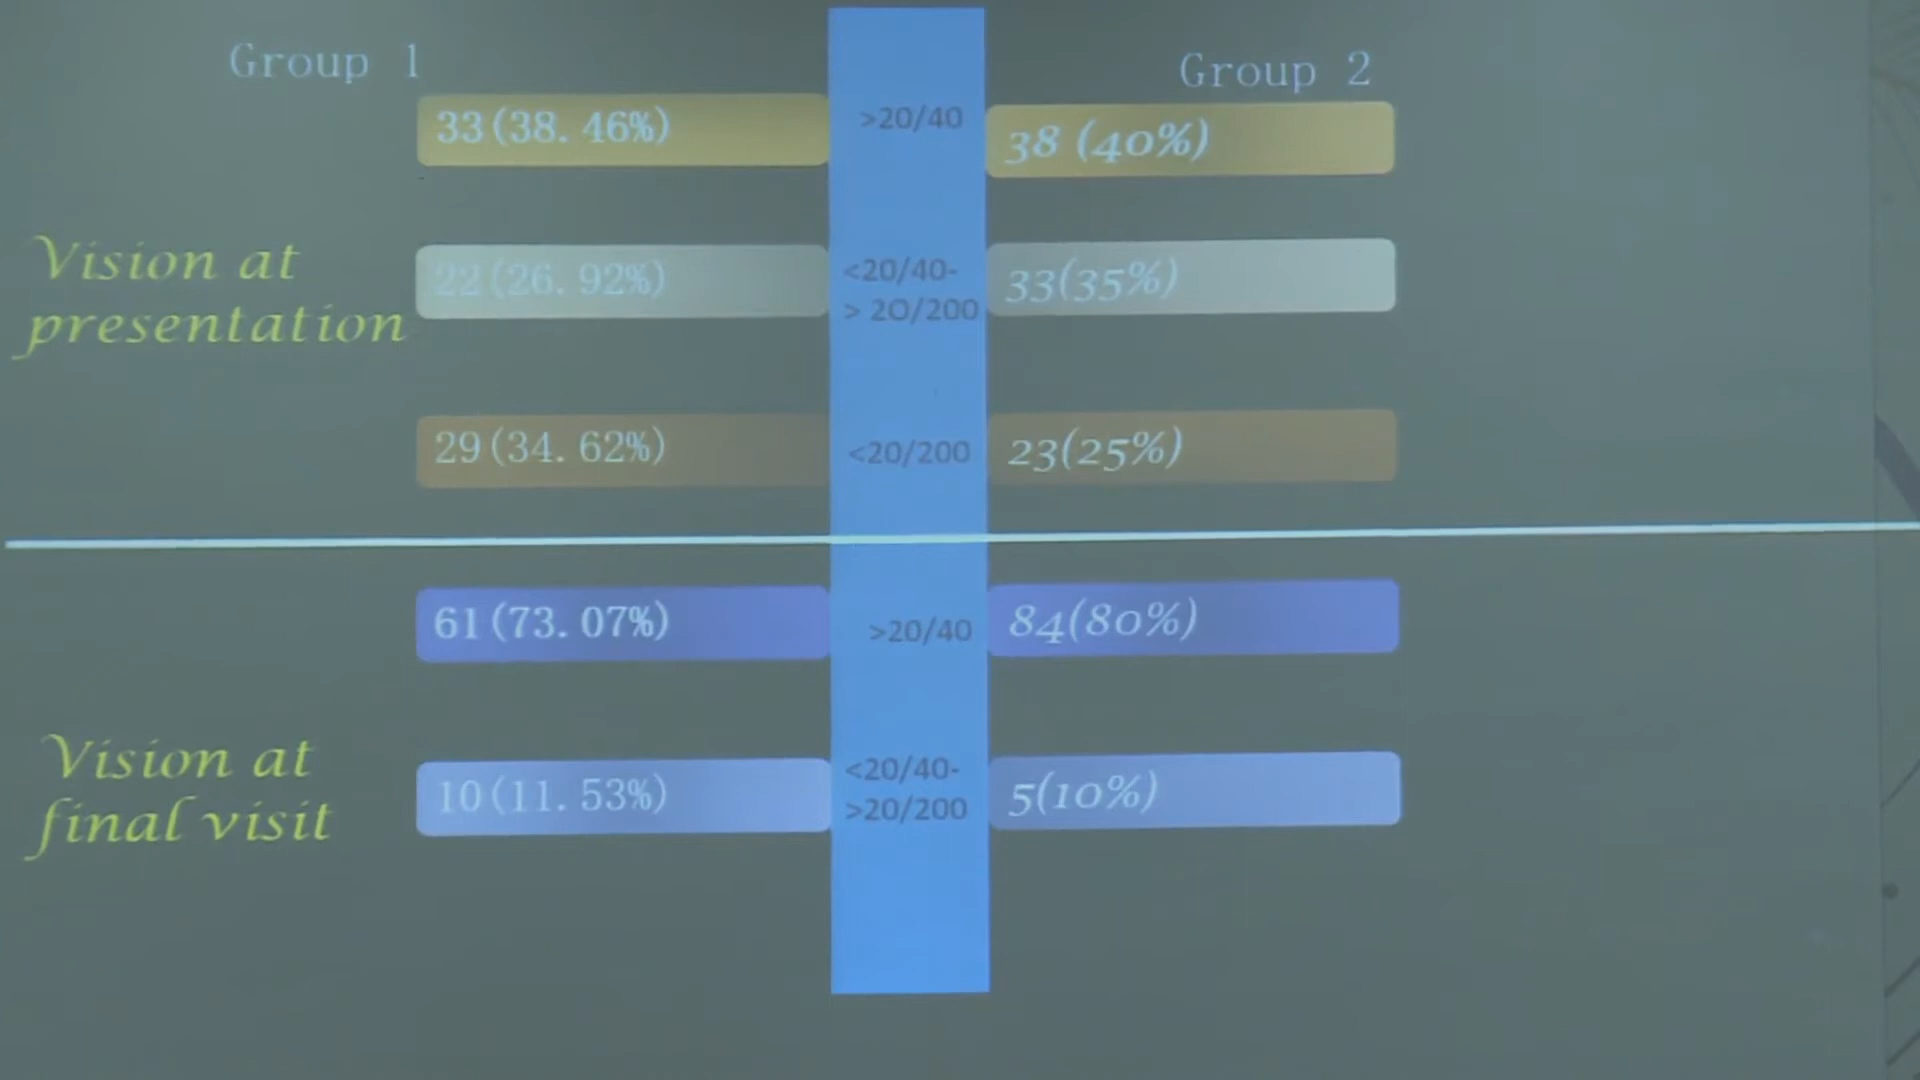 Group 1
Group 2
33(38.46%)
>20/40
38 (40%)
Vision at
presentation
22(26.92%)
<20/40-
> 20/200
33(35%)
29(34.62%)
<20/200
23(25%)
61(73.07%)
>20/40
84(80%)
Vision at
final visit
10(11.53%)
<20/40-
>20/200
5(10%)